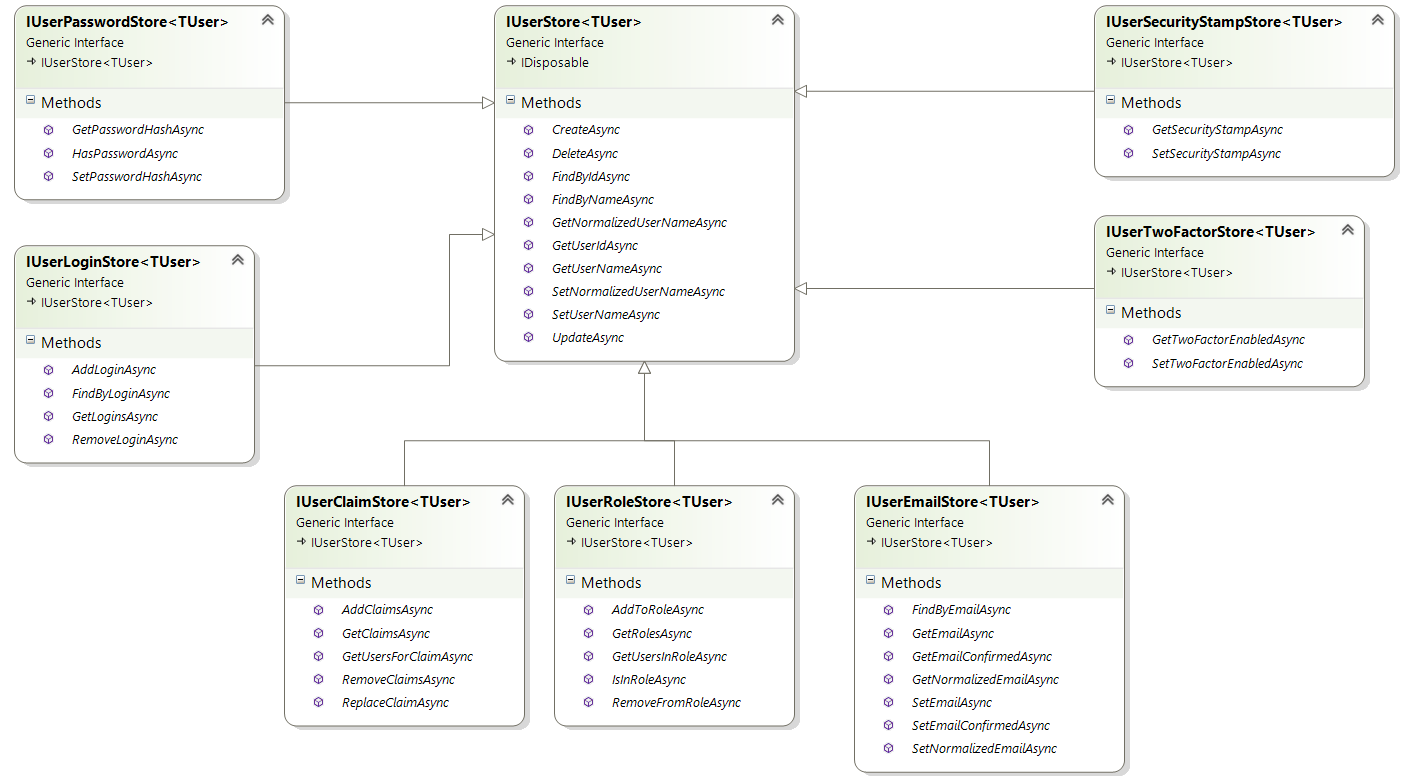 IUserPasswordStore<TUser>
Generic Interface
IUserStore<TUser>
Methods
GetPasswordHashAsync
HasPasswordAsync
SetPasswordHashAsync
IUserStore<TUser>
Generic Interface
IDisposable
Methods
CreateAsync
DeleteAsync
FindByIdAsync
FindByNameAsync
GetNormalizedUserNameAsync
GetUserIdAsync
GetUserNameAsync
SetNormalizedUserNameAsync
SetUserNameAsync
UpdateAsync
IUserSecurityStampStore<TUser>
Generic Interface
IUserStore<TUser>
Methods
GetSecurityStampAsync
SetSecurityStampAsync
IUserLoginStore<TUser>
Generic Interface
IUserStore<TUser>
Methods
AddLoginAsync
FindByLoginAsync
GetLoginsAsync
RemoveLoginAsync
IUserTwoFactorStore<TUser>
Generic Interface
IUserStore<TUser>
Methods
GetTwoFactorEnabledAsync
SetTwoFactorEnabledAsync
IUserClaimStore<TUser>
Generic Interface
IUserStore<TUser>
Methods
AddClaimsAsync
GetClaimsAsync
GetUsersForClaimAsync
RemoveClaimsAsync
ReplaceClaimAsync
IUserRoleStore<TUser>
Generic Interface
IUserStore<TUser>
Methods
AddToRoleAsync
GetRolesAsync
GetUsersInRoleAsync
IsInRoleAsync
RemoveFromRoleAsync
IUserEmailStore<TUser>
Generic Interface
IUserStore<TUser>
Methods
FindByEmailAsync
GetEmailAsync
GetEmailConfirmedAsync
GetNormalizedEmailAsync
SetEmailAsync
SetEmailConfirmedAsync
SetNormalizedEmailAsync